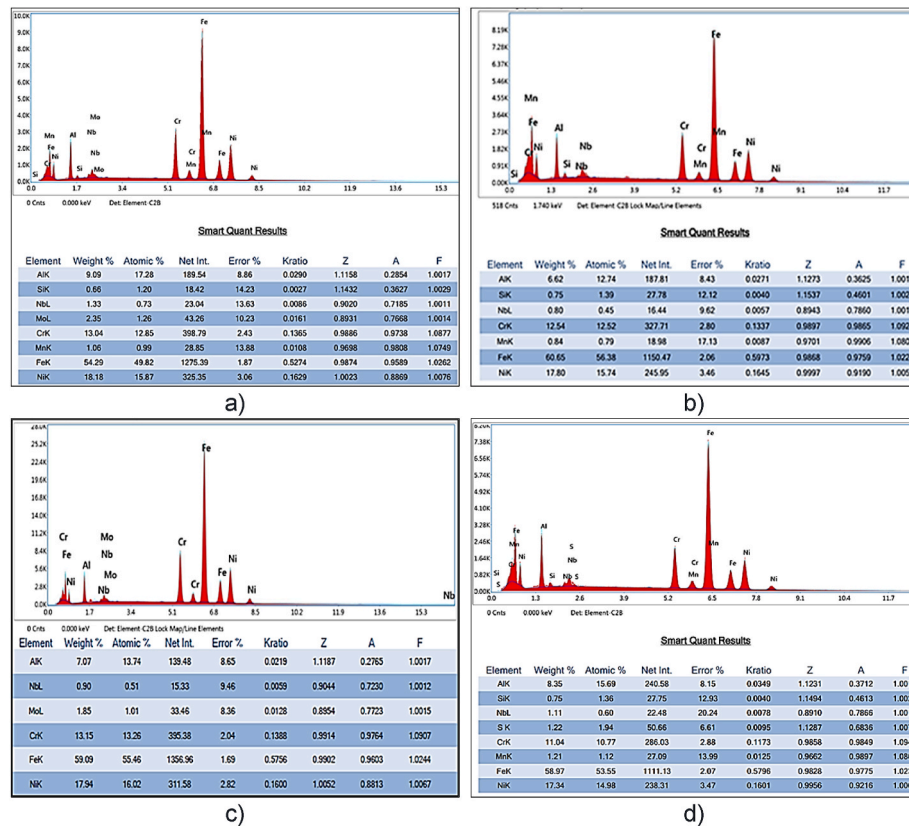 a)
10.0K
9.0K
8.0K
7.0K
6.0K
5.0K
4.0K
3.0K
2.0K
1.0K
0.0K
Fe
Mo
Mn
Nb
Cr
Fe
Al
Mn
Ni
Nb
C
Ni
Cr
Fe
Si
Si
Mo
Mn
Ni
0.0 1.7 3.4 5.1 6.8 8.5 10.2 11.9 13.6 15.3
0 Cnts 0.000 keV Det: Element-C2B
Smart Quant Results
Element Weight % Atomic % Net Int. Error % Kratio Z A F
AlK 9.09 17.28 189.54 8.86 0.0290 1.1158 0.2854 1.0017
SiK 0.66 1.20 18.42 14.23 0.0027 1.1432 0.3627 1.0029
NbL 1.33 0.73 23.04 13.63 0.0086 0.9020 0.7185 1.0011
MoL 2.35 1.26 43.26 10.23 0.0161 0.8931 0.7668 1.0014
CrK 13.04 12.85 398.79 2.43 0.1365 0.9886 0.9738 1.0877
MnK 1.06 0.99 28.85 13.88 0.0108 0.9698 0.9808 1.0749
FeK 54.29 49.82 1275.39 1.87 0.5274 0.9874 0.9589 1.0262
NiK 18.18 15.87 325.35 3.06 0.1629 1.0023 0.8869 1.0076
b)
8.19K
7.28K
6.37K
5.46K
4.55K
3.64K
2.73K
1.82K
0.91K
0.00K
Fe
Mn
Fe
Al
Cr
Mn
Nb
Cr
Ni
Ni
Si
Fe
Si
Nb
Mn
Ni
0.0 1.3 2.6 3.9 5.2 6.5 7.8 9.1 10.4 11.7
518 Cnts 1.740 keV Det: Element-C2B Lock Map/Line Elements
Smart Quant Results
Element Weight % Atomic % Net Int. Error % Kratio Z A F
AlK 6.62 12.74 187.81 8.43 0.0271 1.1273 0.3625 1.001
SiK 0.75 1.39 27.78 12.12 0.0040 1.1537 0.4601 1.002
NbL 0.80 0.45 16.44 9.62 0.0057 0.8943 0.7860 1.001
CrK 12.54 12.52 327.71 2.80 0.1337 0.9897 0.9865 1.092
MnK 0.84 0.79 18.98 17.13 0.0087 0.9701 0.9906 1.080
FeK 60.65 56.38 1150.47 2.06 0.5973 0.9868 0.9759 1.022
NiK 17.80 15.74 245.95 3.46 0.1645 0.9997 0.9190 1.005
c)
25.2K
22.4K
19.6K
16.8K
14.0K
11.2K
8.4K
5.6K
2.8K
0.0K
Fe
Cr
Mo
Fe
Nb
Al
Mo
Ni
Nb
Cr
Cr
Fe
Ni
Ni
Nb
0.0 1.7 3.4 5.1 6.8 8.5 10.2 11.9 13.6 15.3
0 Cnts 0.000 keV Det: Element-C2B Lock Map/Line Elements
Element Weight % Atomic % Net Int. Error % Kratio Z A F
AlK 7.07 13.74 139.48 8.65 0.0219 1.1187 0.2765 1.0017
NbL 0.90 0.51 15.33 9.46 0.0059 0.9044 0.7230 1.0012
MoL 1.85 1.01 33.46 8.36 0.0128 0.8954 0.7723 1.0015
CrK 13.15 13.26 395.38 2.04 0.1388 0.9914 0.9764 1.0907
FeK 59.09 55.46 1356.96 1.69 0.5756 0.9902 0.9603 1.0244
NiK 17.94 16.02 311.58 2.82 0.1600 1.0052 0.8813 1.0067
d)
7.38K
6.56K
5.74K
4.92K
4.10K
3.28K
2.46K
1.64K
0.82K
0.00K
Fe
Fe
Al
Mn
Ni
Si
S
Nb
S
S
Cr
Cr
Mn
Mn
Fe
Ni
Ni
0.0 1.3 2.6 3.9 5.2 6.5 7.8 9.1 10.4 11.7
0 Cnts 0.000 keV Det: Element-C2B
Smart Quant Results
Element Weight % Atomic % Net Int. Error % Kratio Z A F
AlK 8.35 15.69 240.58 8.15 0.0349 1.1231 0.3712 1.001
SiK 0.75 1.36 27.75 12.93 0.0040 1.1494 0.4613 1.002
NbL 1.11 0.60 22.48 20.24 0.0078 0.8910 0.7866 1.001
S K 1.22 1.94 50.66 6.61 0.0095 1.1287 0.6836 1.001
CrK 11.04 10.77 286.03 2.88 0.1173 0.9858 0.9849 1.094
MnK 1.21 1.12 27.09 13.99 0.0125 0.9662 0.9897 1.080
FeK 58.97 53.55 1111.13 2.07 0.5796 0.9828 0.9775 1.023
NiK 17.34 14.98 238.31 3.47 0.1601 0.9956 0.9216 1.006